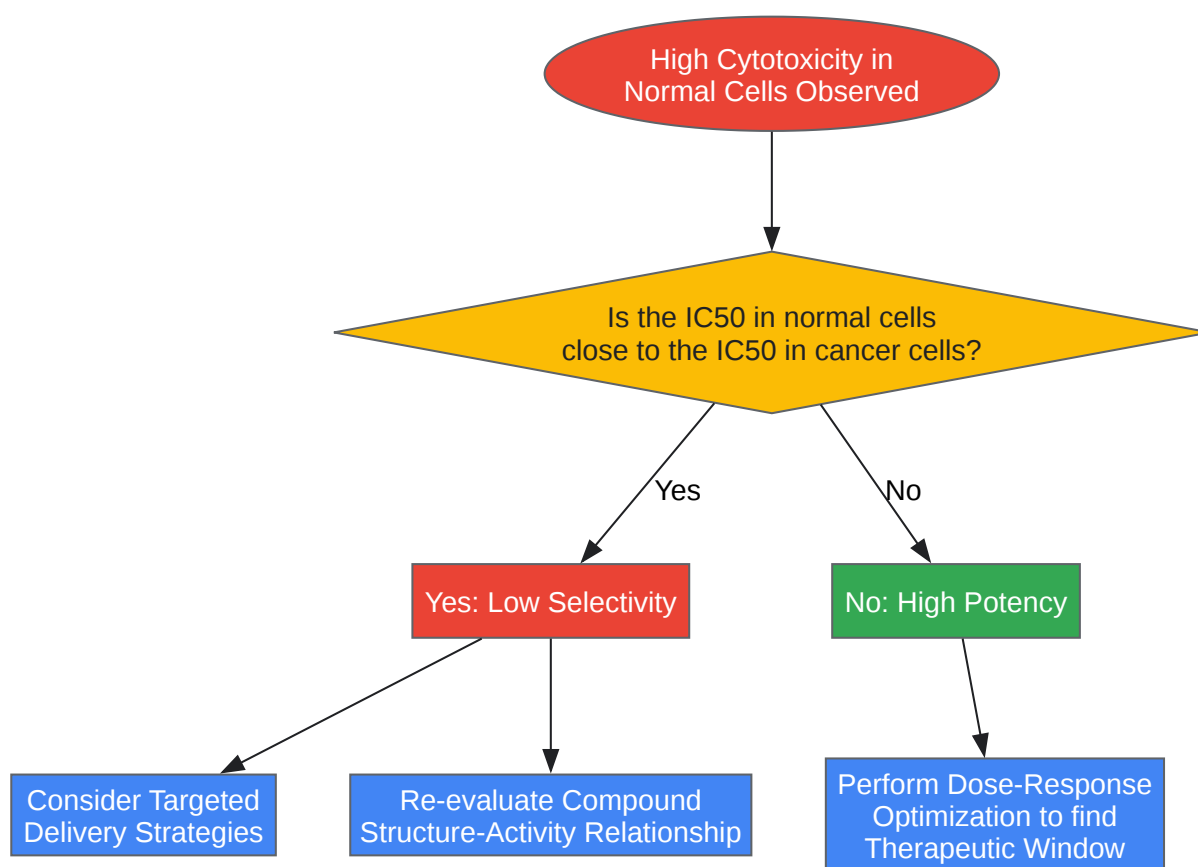 High Cytotoxicity in
Normal Cells Observed
Is the IC50 in normal cells
close to the IC50 in cancer cells?
Yes
No
Yes: Low Selectivity
No: High Potency
Consider Targeted
Delivery Strategies
Re-evaluate Compound
Structure-Activity Relationship
Perform Dose-Response
Optimization to find
Therapeutic Window